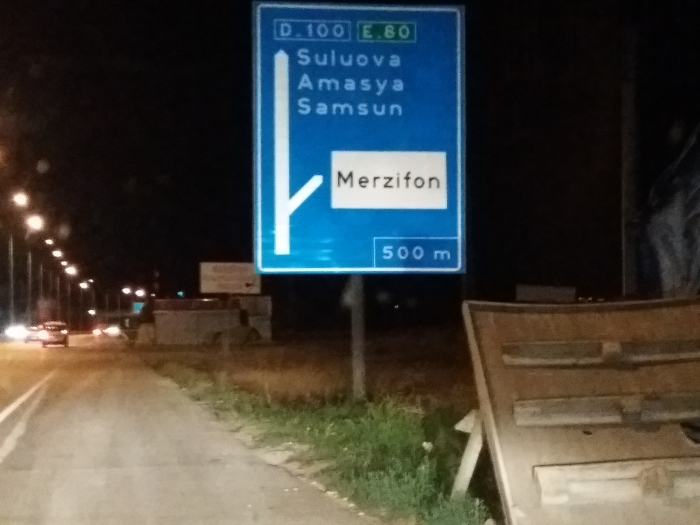 D.100 E.80
Suluova
Amasya
Samsun
Merzifon
500 m